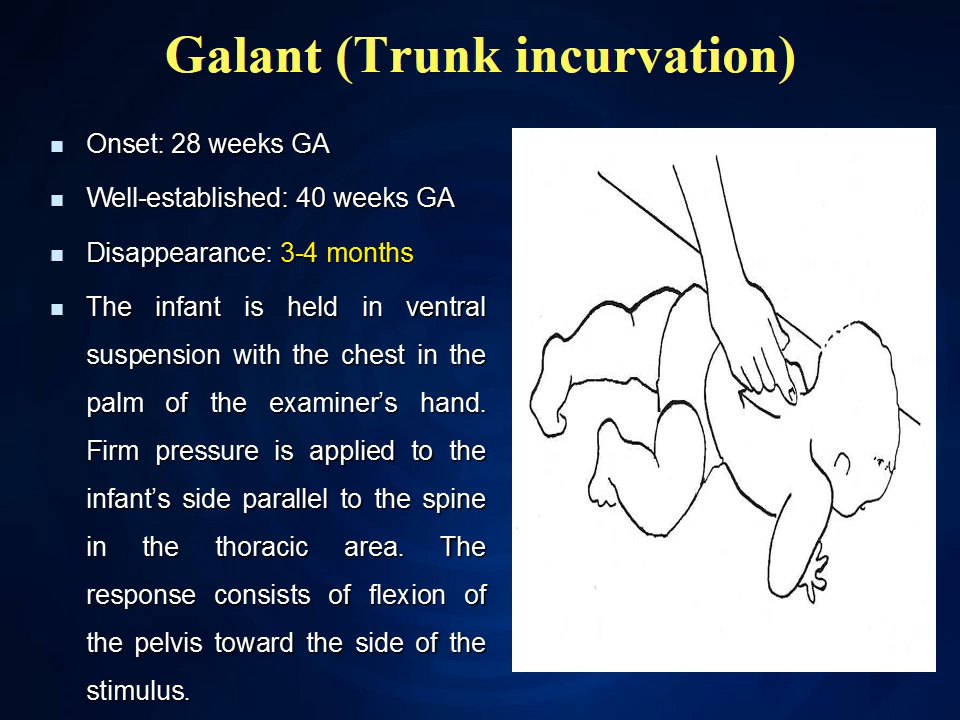 Galant (Trunk incurvation)
Onset: 28 weeks GA
Well-established: 40 weeks GA
Disappearance: 3-4 months
The infant is held in ventral
suspension with the chest in the
palm of the examiner’s hand.
Firm pressure is applied to the
infant’s side parallel to the spine
in the thoracic area. The
response consists of flexion of
the pelvis toward the side of the
stimulus.